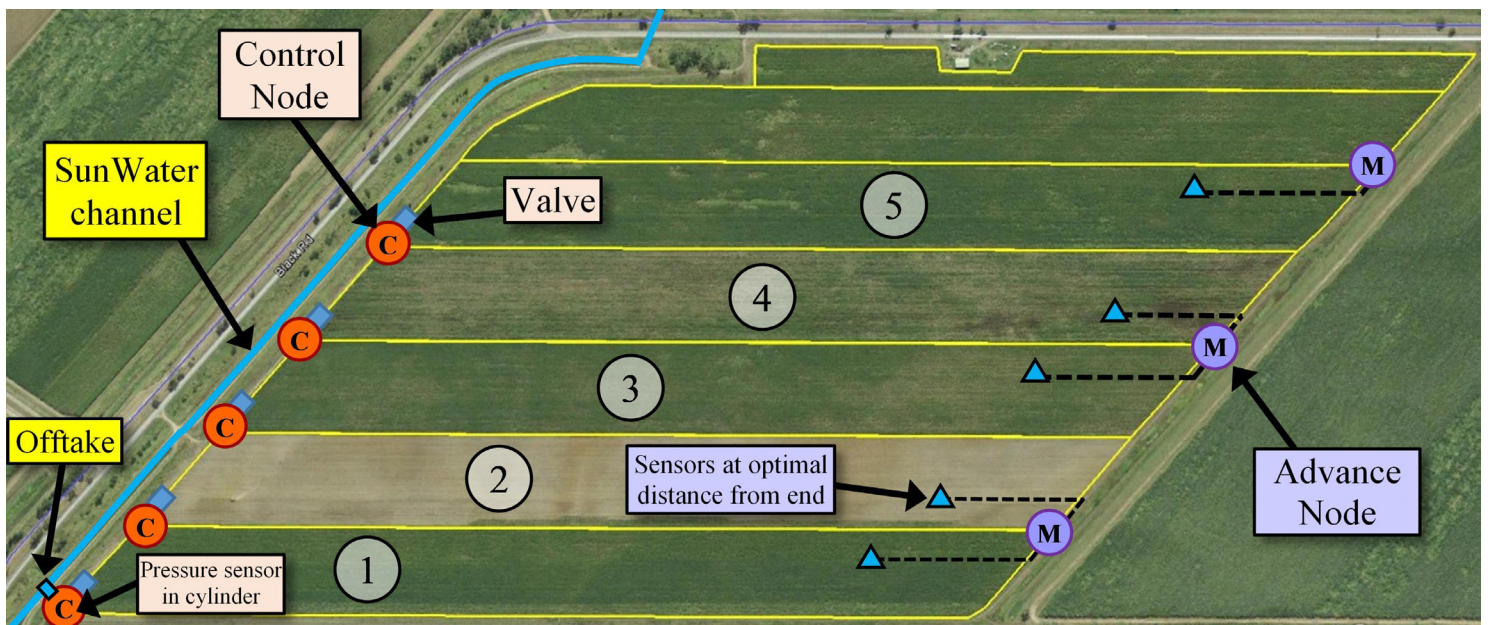 Control
Node
SunWater
channel
Valve
Black Rd
Offtake
Pressure sensor
in cylinder
Sensors at optimal
distance from end
Advance
Node
C
C
C
C
C
M
M
M
5
4
3
2
1